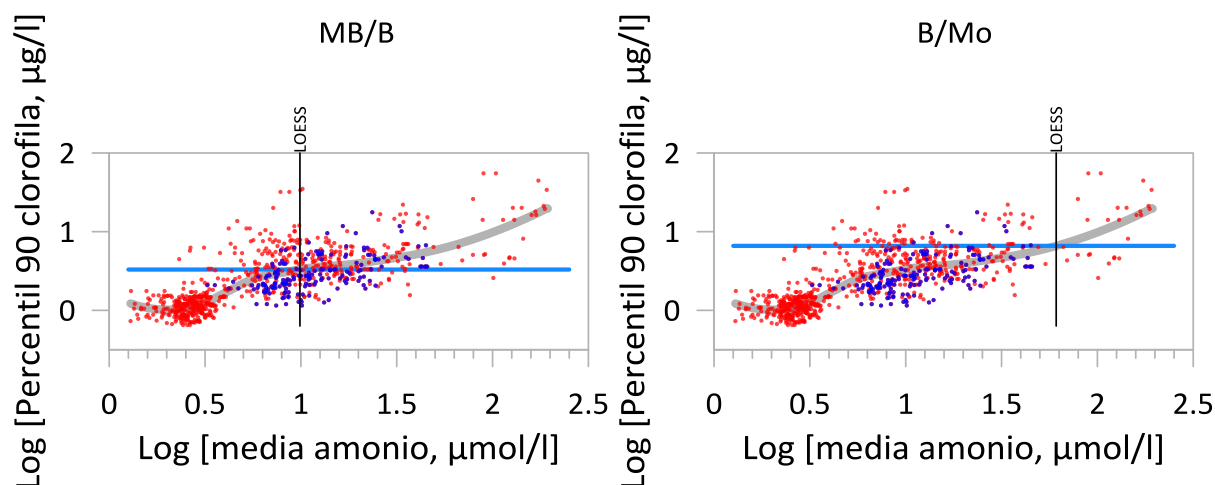 MB/B
Log [Percentil 90 clorofila, µg/l]
LOESS
2
1
0
0
0.5
1
1.5
2
2.5
Log [media amonio, µmol/l]
B/Mo
Log [Percentil 90 clorofila, µg/l]
LOESS
2
1
0
0
0.5
1
1.5
2
2.5
Log [media amonio, µmol/l]